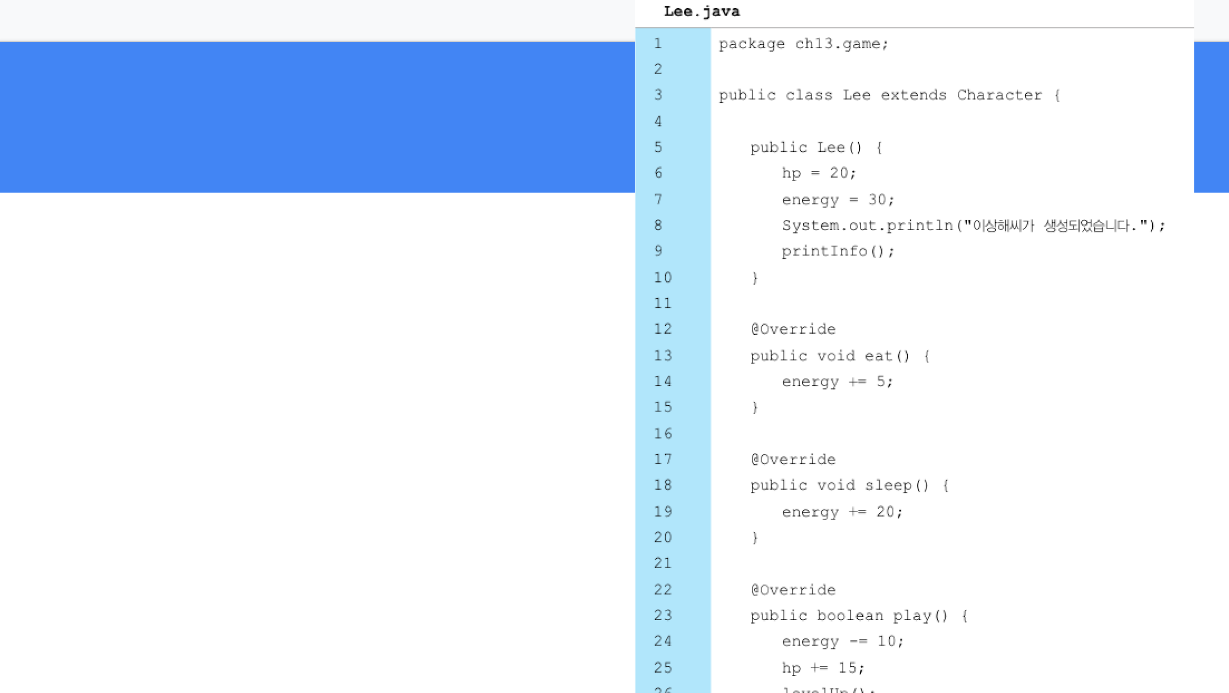 Lee.java
1 package ch13.game;
2
3 public class Lee extends Character {
4
5 public Lee() {
6 hp = 20;
7 energy = 30;
8 System.out.println("이상해씨가 생성되었습니다.");
9 printInfo();
10 }
11
12 @Override
13 public void eat() {
14 energy += 5;
15 }
16
17 @Override
18 public void sleep() {
19 energy += 20;
20 }
21
22 @Override
23 public boolean play() {
24 energy -= 10;
25 hp += 15;
26 levelUp();